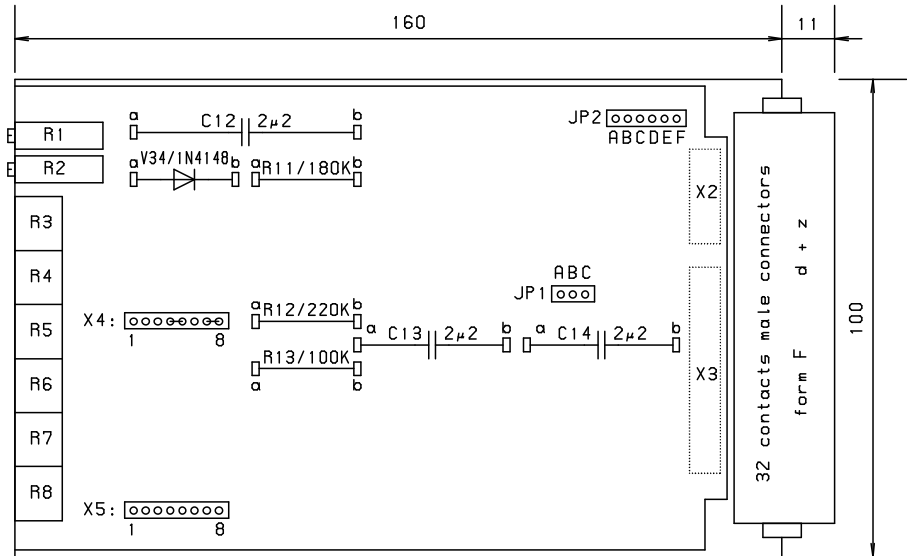 160
11
a
C12
2µ2
b
JP2
ABCDEF
R1
R2
a
V34/1N4148
b
a
R11/180K
b
X2
R3
R4
R5
R6
R7
R8
ABC
JP1
X4:
1
8
a
R12/220K
b
R13/100K
a
b
a
C13
2µ2
b
a
C14
2µ2
b
X3
X5:
1
8
32 contacts male connectors
form F d + z
100